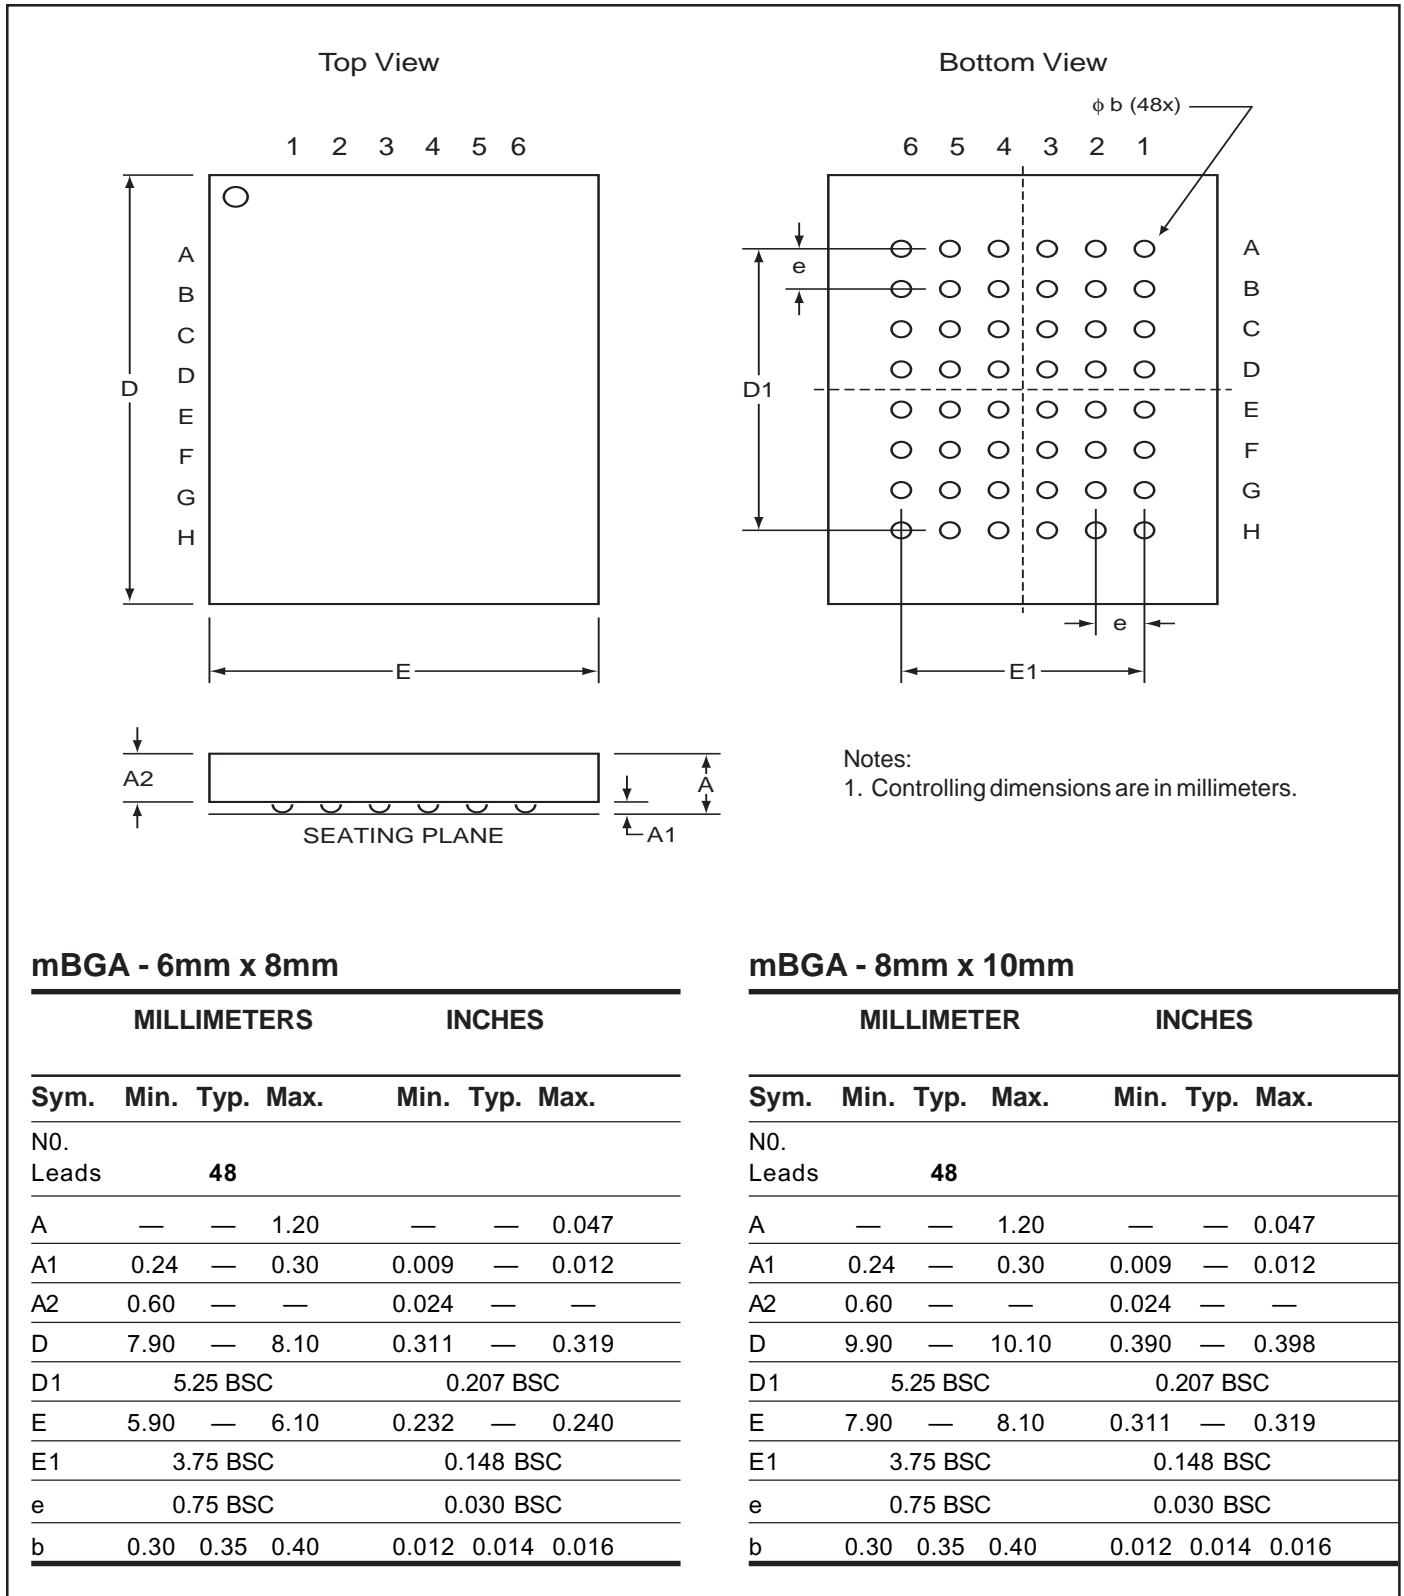 Top View
Bottom View
ϕ b (48x)
1 2 3 4 5 6
6 5 4 3 2 1
A
B
C
D
E
F
G
H
D
E
e
D1
A
B
C
D
E
F
G
H
e
E1
A2
SEATING PLANE
A
A1
Notes:
1. Controlling dimensions are in millimeters.
mBGA - 6mm x 8mm
MILLIMETERS INCHES
Sym. Min. Typ. Max. Min. Typ. Max.
N0.
Leads 48
A — — 1.20 — — 0.047
A1 0.24 — 0.30 0.009 — 0.012
A2 0.60 — — 0.024 — —
D 7.90 — 8.10 0.311 — 0.319
D1 5.25 BSC 0.207 BSC
E 5.90 — 6.10 0.232 — 0.240
E1 3.75 BSC 0.148 BSC
e 0.75 BSC 0.030 BSC
b 0.30 0.35 0.40 0.012 0.014 0.016
mBGA - 8mm x 10mm
MILLIMETER INCHES
Sym. Min. Typ. Max. Min. Typ. Max.
N0.
Leads 48
A — — 1.20 — — 0.047
A1 0.24 — 0.30 0.009 — 0.012
A2 0.60 — — 0.024 — —
D 9.90 — 10.10 0.390 — 0.398
D1 5.25 BSC 0.207 BSC
E 7.90 — 8.10 0.311 — 0.319
E1 3.75 BSC 0.148 BSC
e 0.75 BSC 0.030 BSC
b 0.30 0.35 0.40 0.012 0.014 0.016